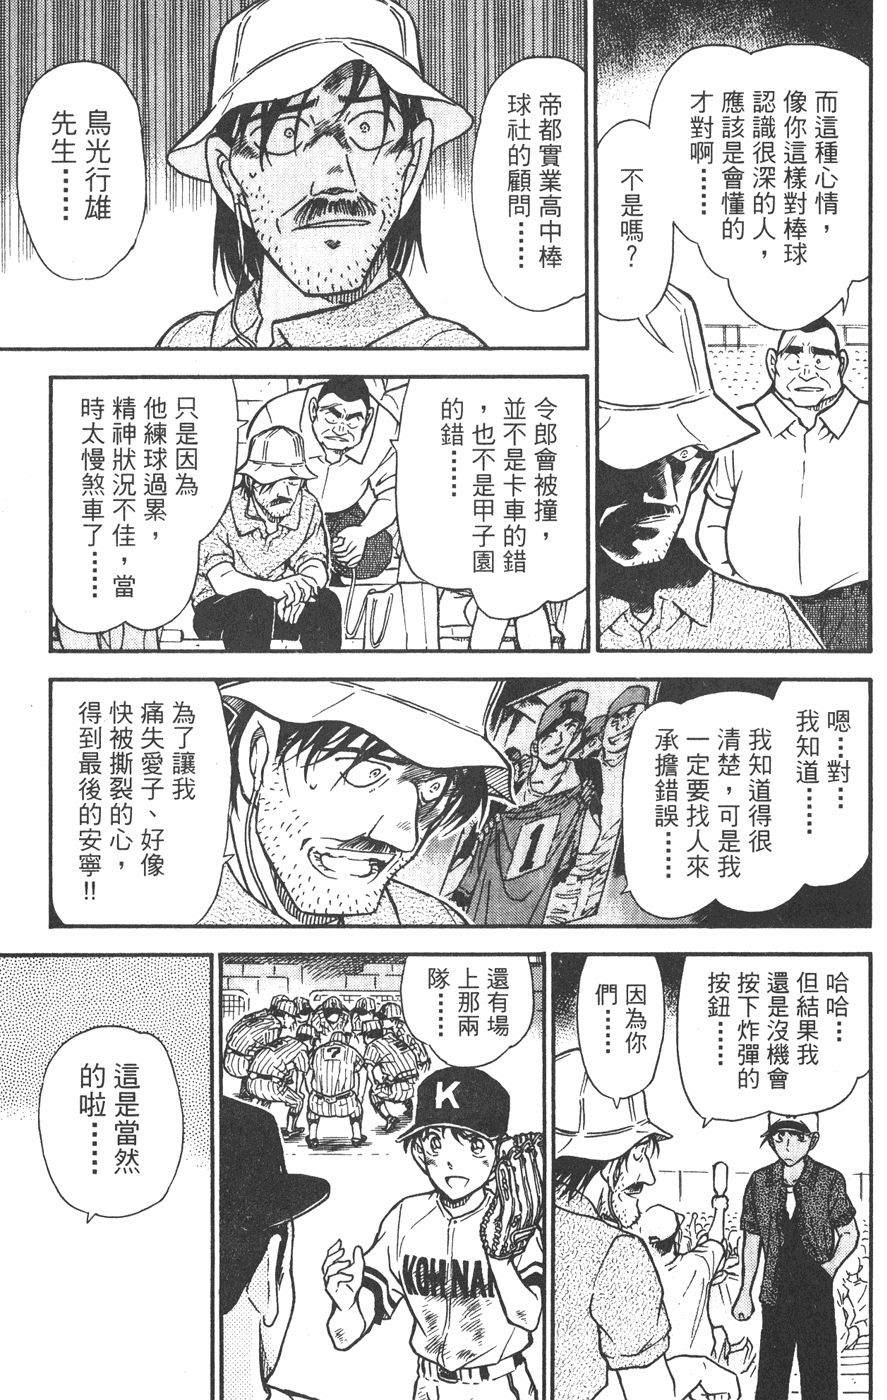 而這種心情，
像你這樣對棒球
認識很深的人，
應該是會懂的
才對啊……
不是嗎？
帝都實業高中棒
球社的顧問……
鳥光行雄
先生……
令郎會被撞，
並不是卡車的錯
，也不是甲子園
的錯……
只是因為
他練球過累，
精神狀況不佳，當
時太慢煞車了……
嗯…對…
我知道……
我知道得很
清楚，可是我
一定要找人來
承擔錯誤……
1
為了讓我
痛失愛子、好像
快被撕裂的心，
得到最後的安寧!!
哈哈…
但結果我
還是沒機會
按下炸彈的
按鈕……
因為你
們……
還有場
上那兩
隊……
7
K
KOHNAN
這是當然
的啦……